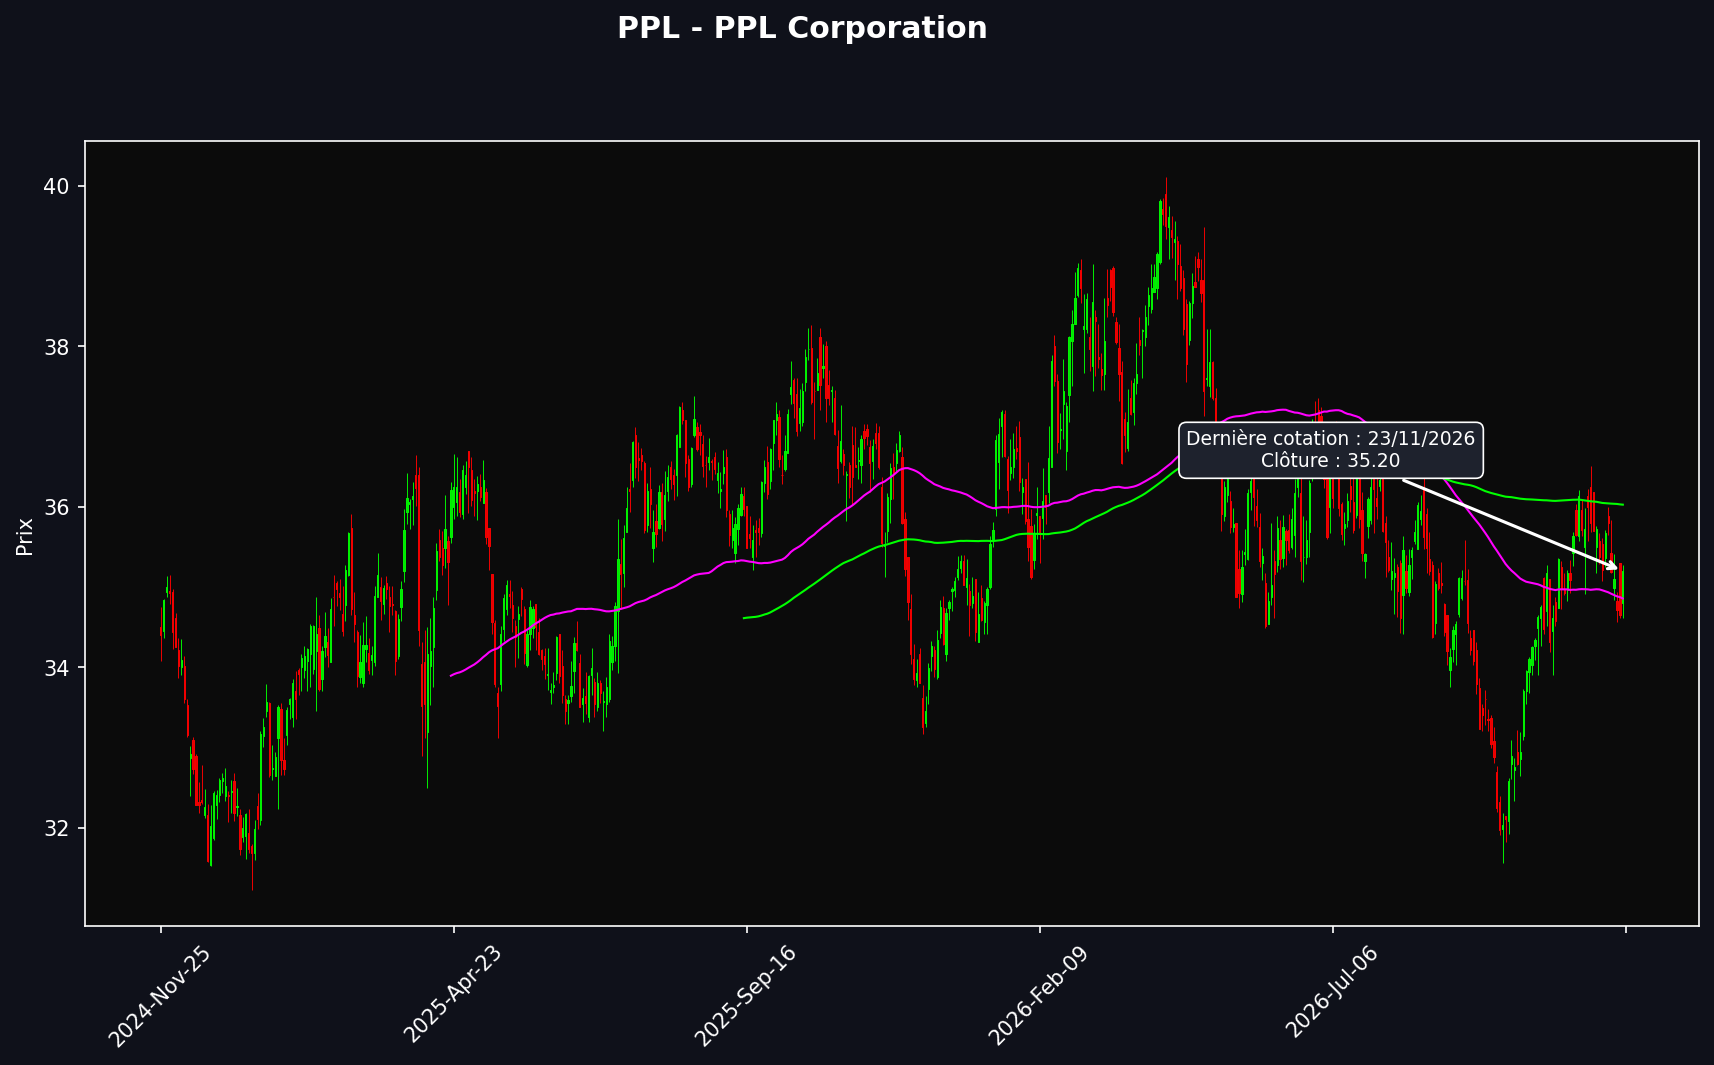 PPL - PPL Corporation
Prix
40
38
36
34
32
Dernière cotation : 23/11/2026
Clôture : 35.20
2024-Nov-25
2025-Apr-23
2025-Sep-16
2026-Feb-09
2026-Jul-06